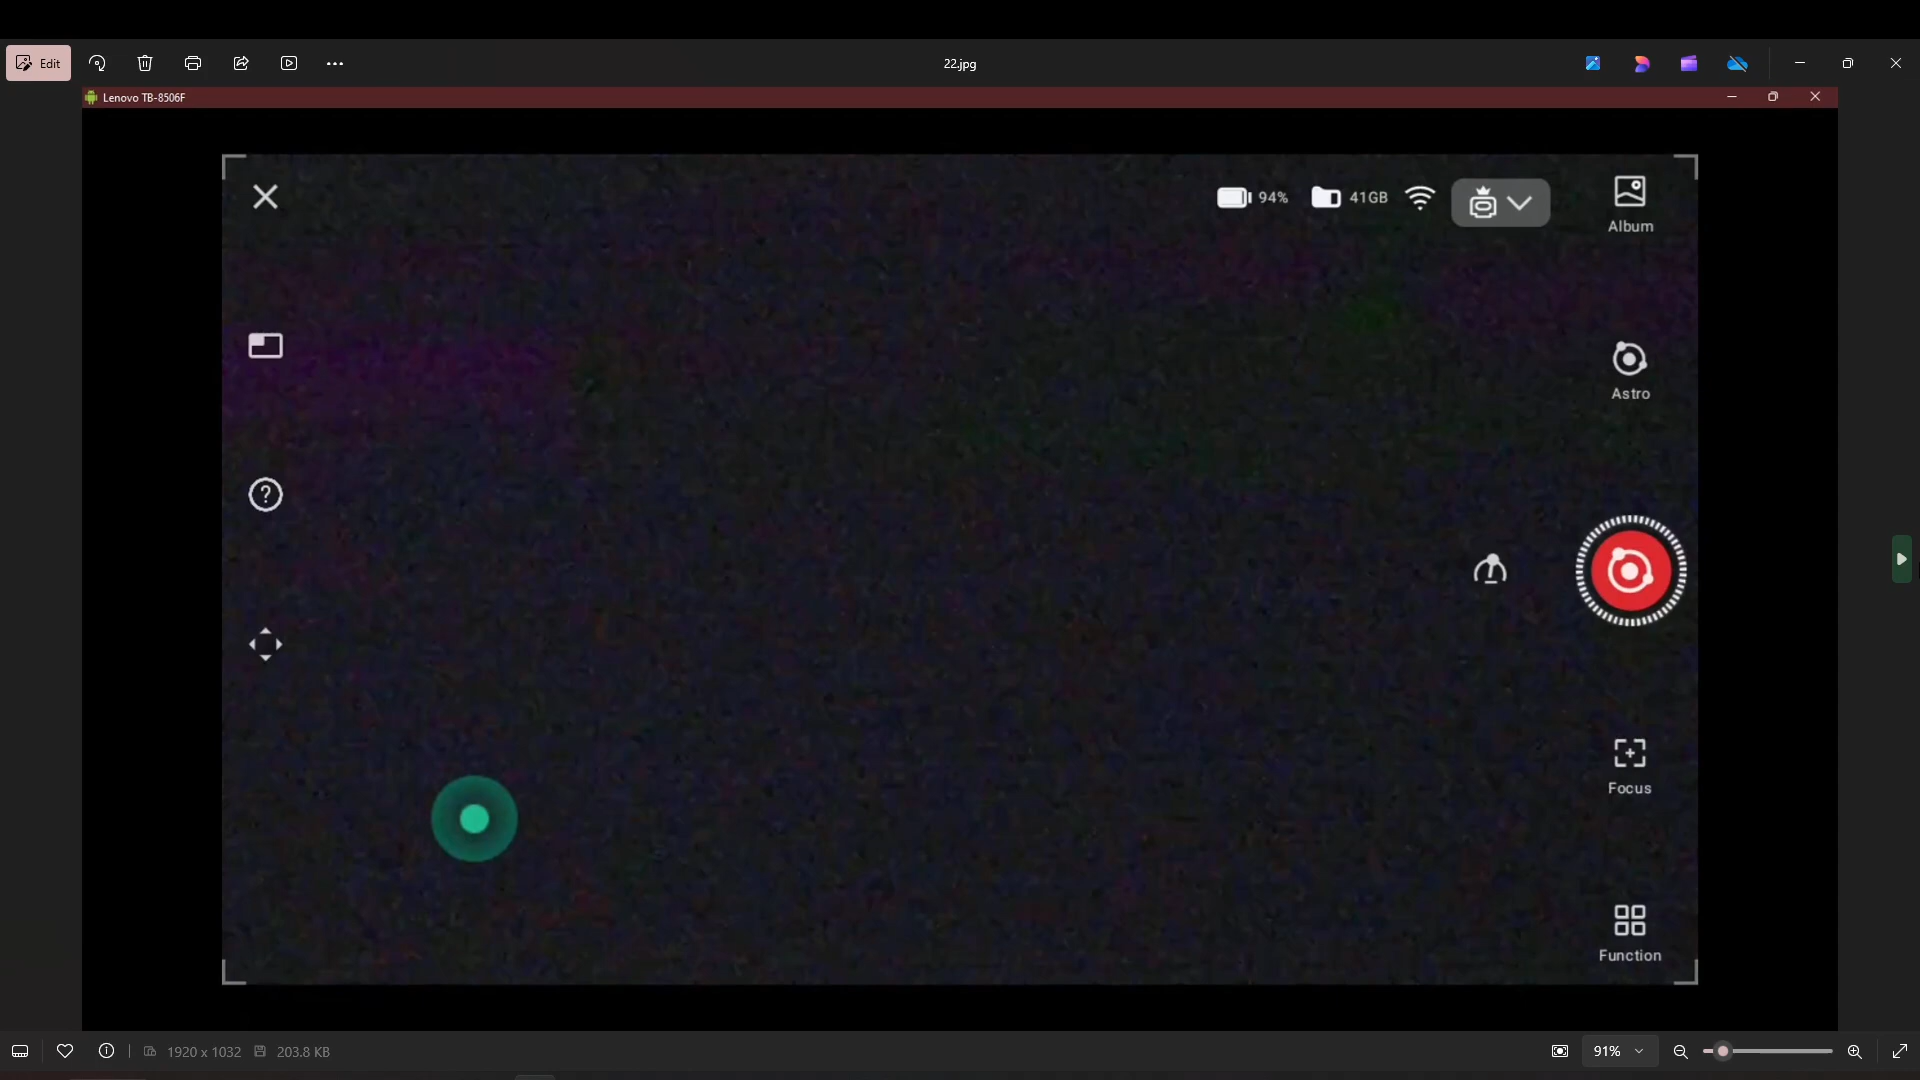 Edit
22.jpg
Lenovo TB-8506F
94%
41GB
Album
Astro
Focus
Function
1920 x 1032
203.8 KB
91%